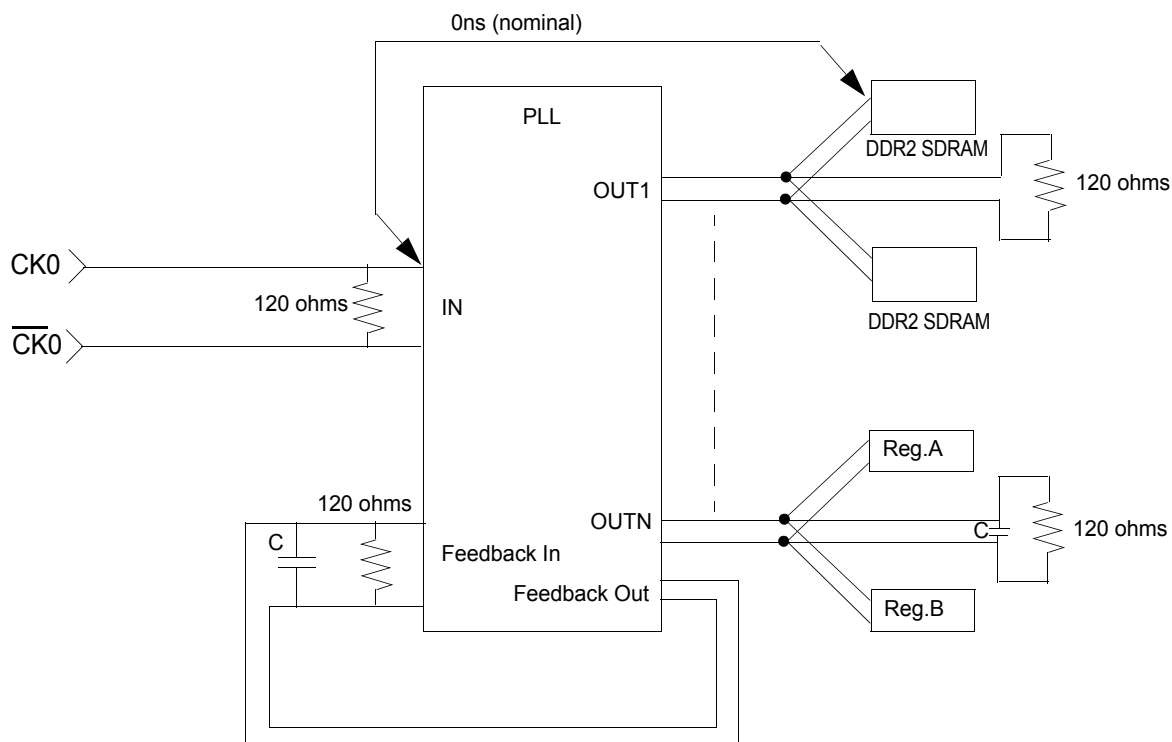 0ns (nominal)
PLL
DDR2 SDRAM
OUT1
120 ohms
CK0
120 ohms
IN
C̅K̅0
DDR2 SDRAM
Reg.A
120 ohms
OUTN
C
120 ohms
C
Feedback In
Feedback Out
Reg.B